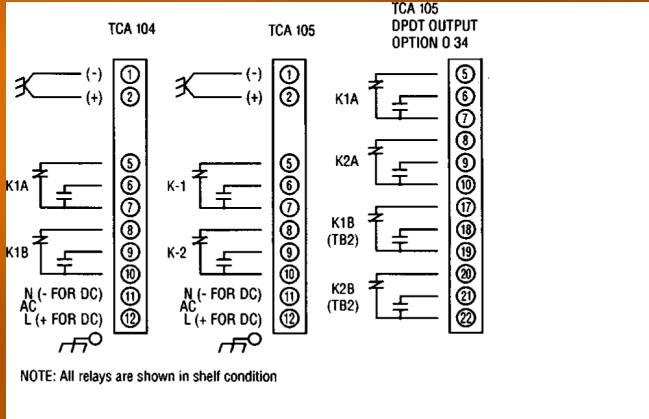 TCA 104
(-) 1
(+) 2
K1A
5
6
7
K1B
8
9
10
N (- FOR DC) 11
AC
L (+ FOR DC) 12
TCA 105
(-) 1
(+) 2
K-1
5
6
7
K-2
8
9
10
N (- FOR DC) 11
AC
L (+ FOR DC) 12
TCA 105
DPDT OUTPUT
OPTION O 34
K1A
5
6
7
K2A
8
9
10
K1B
(TB2)
17
18
19
K2B
(TB2)
20
21
22
NOTE: All relays are shown in shelf condition